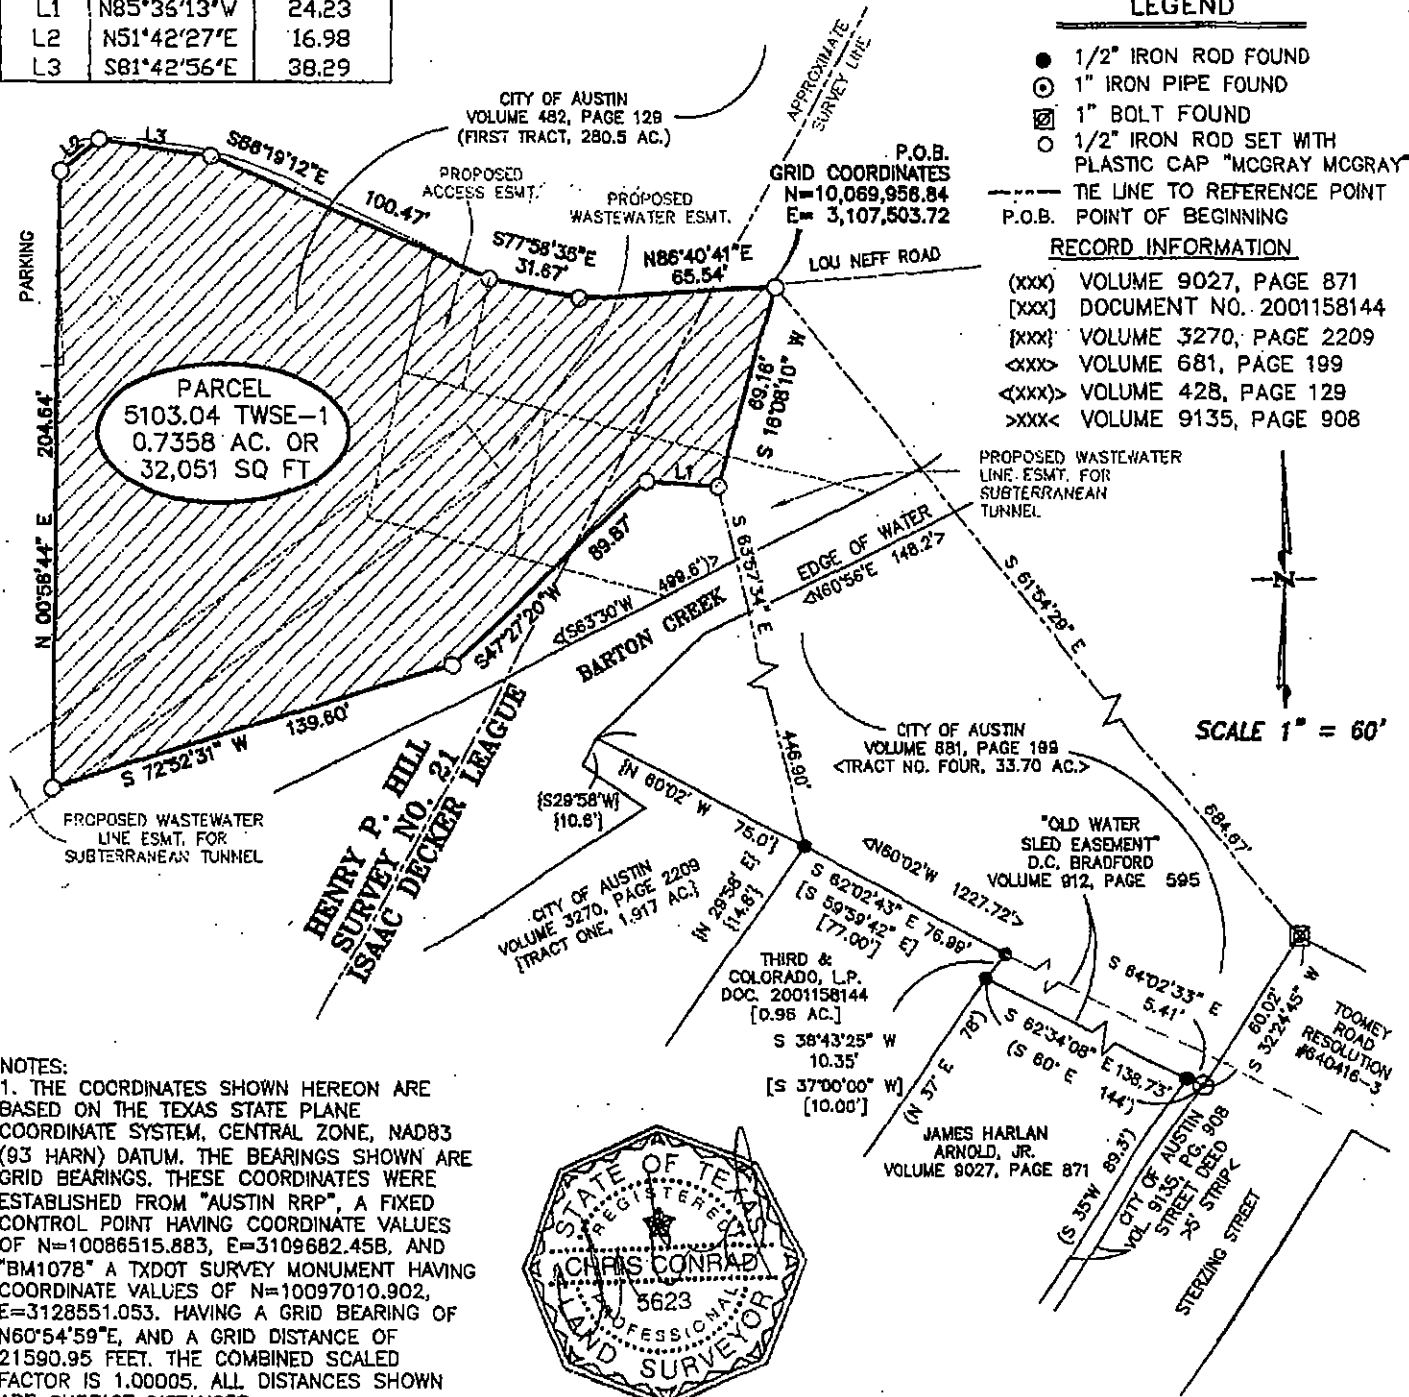 L1 N85°36'13"W 24.23
L2 N51°42'27"E 16.98
L3 S81°42'56"E 38.29
LEGEND
1/2" IRON ROD FOUND
1" IRON PIPE FOUND
1" BOLT FOUND
1/2" IRON ROD SET WITH
PLASTIC CAP "MCGRAY MCGRAY"
TIE LINE TO REFERENCE POINT
P.O.B. POINT OF BEGINNING
RECORD INFORMATION
(XXX) VOLUME 9027, PAGE 871
[XXX] DOCUMENT NO. 2001158144
{XXX} VOLUME 3270, PAGE 2209
<XXX> VOLUME 681, PAGE 199
<(XXX)> VOLUME 428, PAGE 129
>XXX< VOLUME 9135, PAGE 908
APPROXIMATE
SURVEY LINE
CITY OF AUSTIN
VOLUME 482, PAGE 129
(FIRST TRACT, 280.5 AC.)
P.O.B.
GRID COORDINATES
N=10,069,956.84
E= 3,107,503.72
LOU NEFF ROAD
L2
L3
S68°19'12"E
100.47'
PROPOSED
ACCESS ESMT.
S77°58'38"E
31.67'
PROPOSED
WASTEWATER ESMT.
N86°40'41"E
65.54'
PARKING
N 00°58'44" E 204.64'
PARCEL
5103.04 TWSE-1
0.7358 AC. OR
32,051 SQ FT
69.16'
S 16°08'10" W
L1
89.87'
S47°27'20"W
139.60'
S 72°52'31" W
PROPOSED WASTEWATER
LINE ESMT. FOR
SUBTERRANEAN
TUNNEL
PROPOSED WASTEWATER
LINE ESMT. FOR
SUBTERRANEAN TUNNEL
<(S63°30'W 499.6')>
BARTON CREEK
EDGE OF WATER
<N60°56'E 148.2'>
S 63°57'34" E
446.90'
S 61°54'29" E
684.67'
N
SCALE 1" = 60'
HENRY P. HILL
SURVEY NO. 21
ISAAC DECKER LEAGUE
CITY OF AUSTIN
VOLUME 681, PAGE 199
<TRACT NO. FOUR, 33.70 AC.>
{S29°58'W}
{10.6'}
{N 60°02' W 75.0'}
CITY OF AUSTIN
VOLUME 3270, PAGE 2209
{TRACT ONE, 1.917 AC.}
{N 29°58' E}
{14.6'}
<N60°02'W 1227.72'>
S 62°02'43" E 76.99'
[S 59°59'42" E]
[77.00']
"OLD WATER
SLED EASEMENT"
D.C. BRADFORD
VOLUME 912, PAGE 595
THIRD &
COLORADO, L.P.
DOC. 2001158144
[0.96 AC.]
S 38°43'25" W
10.35'
[S 37°00'00" W]
[10.00']
S 64°02'33" E
5.41'
S 62°34'08" E 138.73'
(S 60° E 144')
(N 37° E 78')
JAMES HARLAN
ARNOLD, JR.
VOLUME 9027, PAGE 871
60.02'
S 32°24'45" W
TOOMEY
ROAD
RESOLUTION
#640416-3
(S 35°W 89.3')
CITY OF AUSTIN
VOL. 9135, PG. 908
STREET DEED
>5' STRIP<
STERZING STREET
NOTES:
1. THE COORDINATES SHOWN HEREON ARE
BASED ON THE TEXAS STATE PLANE
COORDINATE SYSTEM, CENTRAL ZONE, NAD83
(93 HARN) DATUM. THE BEARINGS SHOWN ARE
GRID BEARINGS. THESE COORDINATES WERE
ESTABLISHED FROM "AUSTIN RRP", A FIXED
CONTROL POINT HAVING COORDINATE VALUES
OF N=10086515.883, E=3109682.458, AND
"BM1078" A TXDOT SURVEY MONUMENT HAVING
COORDINATE VALUES OF N=10097010.902,
E=3128551.053. HAVING A GRID BEARING OF
N60°54'59"E, AND A GRID DISTANCE OF
21590.95 FEET. THE COMBINED SCALED
FACTOR IS 1.00005. ALL DISTANCES SHOWN
STATE OF TEXAS
REGISTERED
CHRIS CONRAD
5623
PROFESSIONAL
LAND SURVEYOR